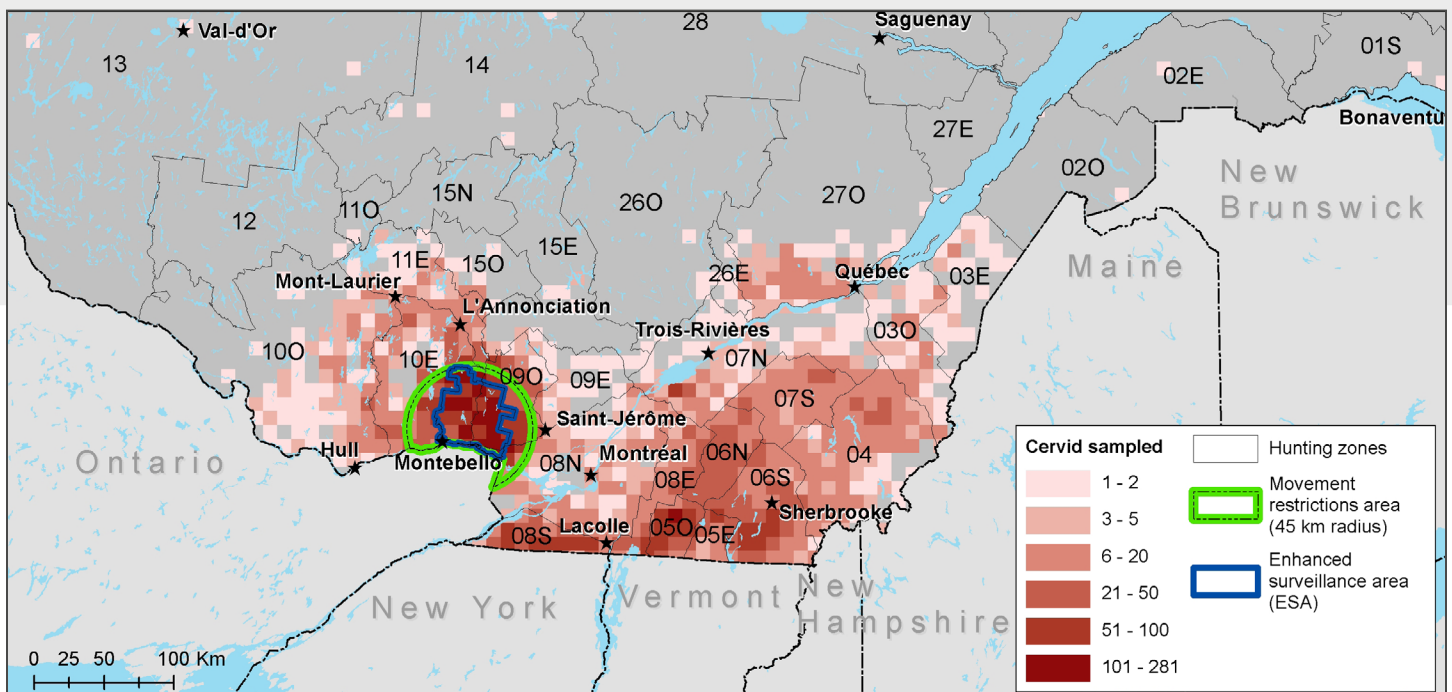 28
Saguenay
01S
Val-d'Or
13
14
02E
Bonaventu
27E
02O
New
Brunswick
15N
11O
12
26O
27O
15E
11E
15O
26E
03E
Maine
Mont-Laurier
Québec
L'Annonciation
Trois-Rivières
03O
10O
10E
07N
09O
09E
07S
Saint-Jérôme
Hull
Ontario
Montebello
08N
Montréal
06N
04
08E
06S
Sherbrooke
Lacolle
08S
05O
05E
New York
Vermont
New
Hampshire
0 25 50 100 Km
Cervid sampled
1 - 2
3 - 5
6 - 20
21 - 50
51 - 100
101 - 281
Hunting zones
Movement
restrictions area
(45 km radius)
Enhanced
surveillance area
(ESA)